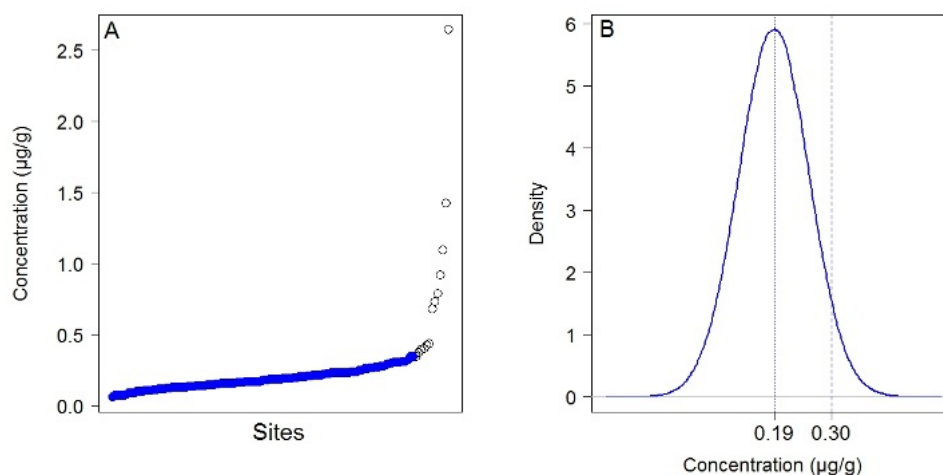 A
Concentration (µg/g)
2.5
2.0
1.5
1.0
0.5
0.0
Sites
B
Density
6
5
4
3
2
1
0
0.19 0.30
Concentration (µg/g)